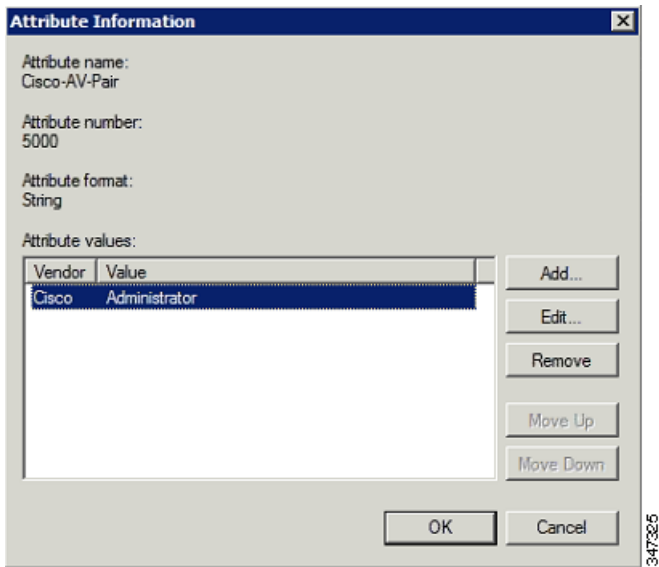 Attribute Information
Attribute name:
Cisco-AV-Pair
Attribute number:
5000
Attribute format:
String
Attribute values:
Vendor Value
Cisco Administrator
Add...
Edit...
Remove
Move Up
Move Down
OK Cancel
347325